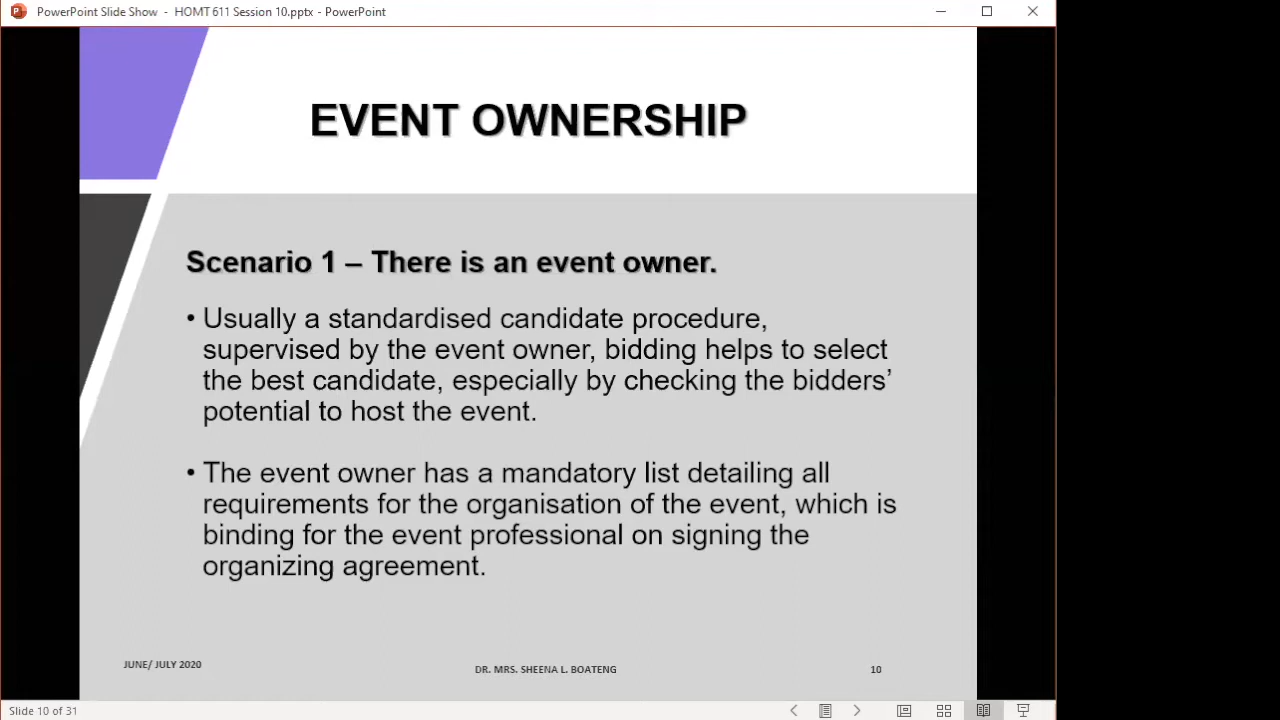 PowerPoint Slide Show - HOMT 611 Session 10.pptx - PowerPoint
EVENT OWNERSHIP
Scenario 1 – There is an event owner.
• Usually a standardised candidate procedure,
supervised by the event owner, bidding helps to select
the best candidate, especially by checking the bidders’
potential to host the event.
• The event owner has a mandatory list detailing all
requirements for the organisation of the event, which is
binding for the event professional on signing the
organizing agreement.
JUNE/ JULY 2020
DR. MRS. SHEENA L. BOATENG
10
Slide 10 of 31